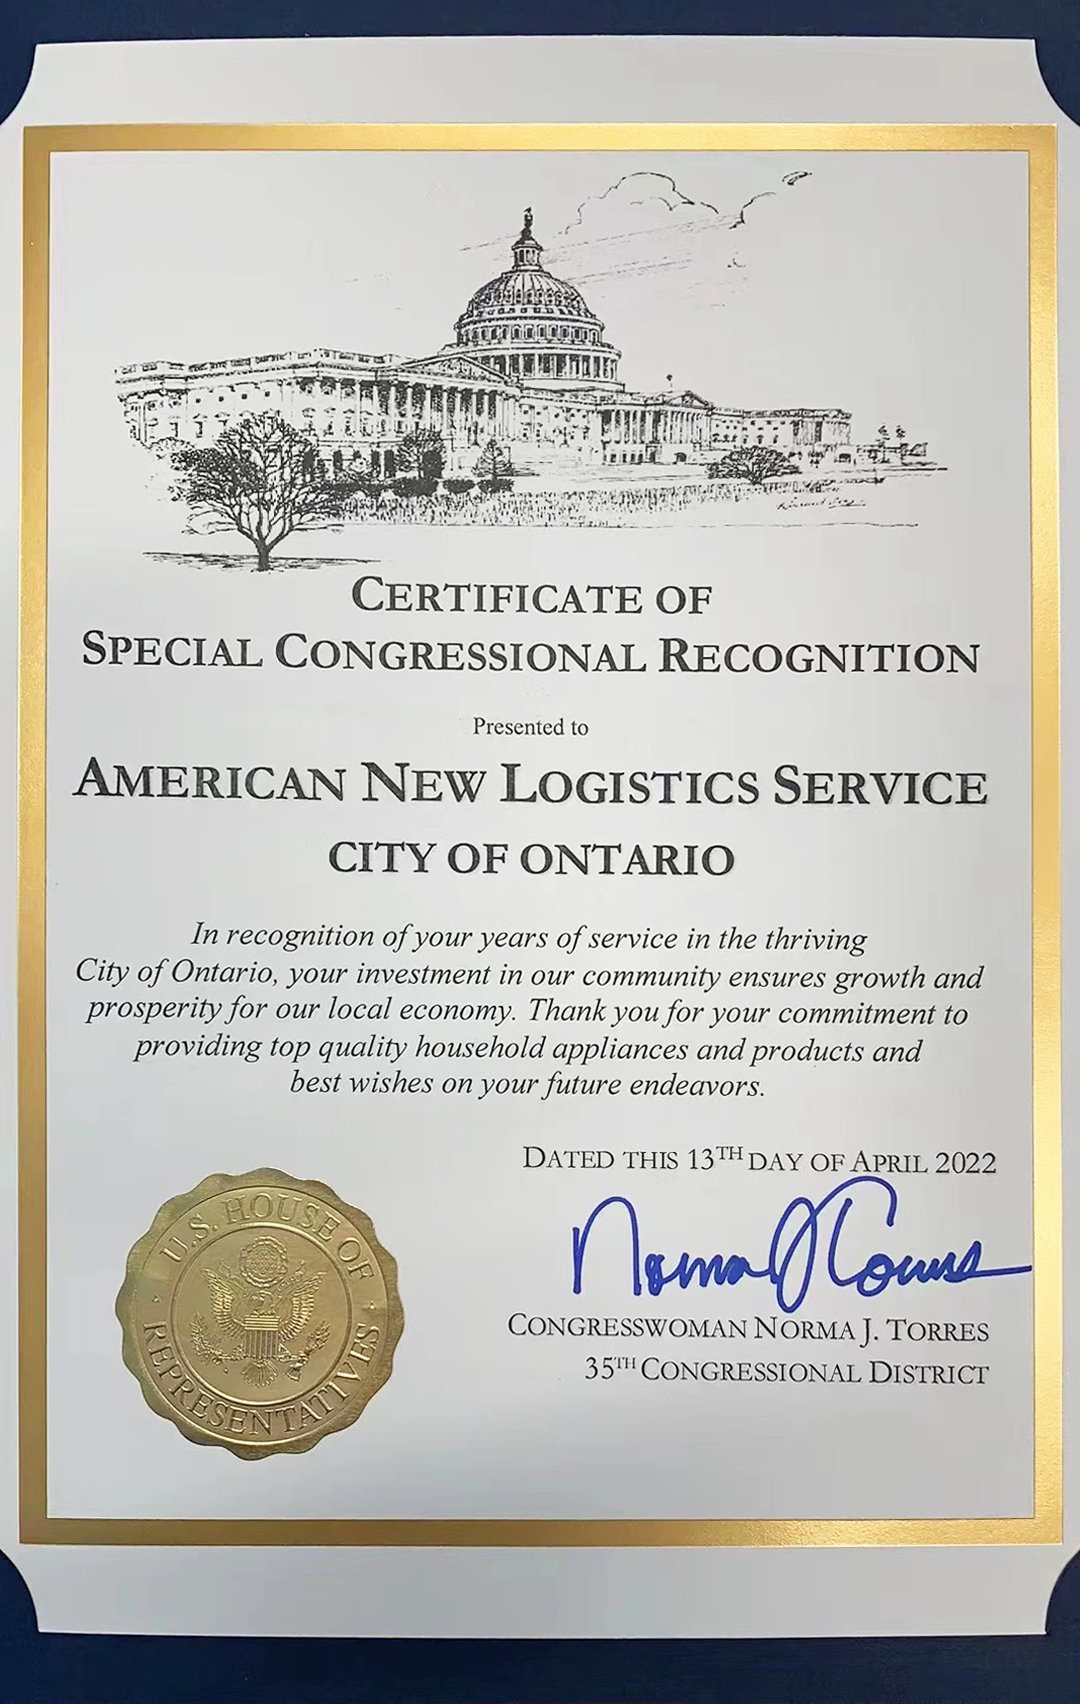 CERTIFICATE OF
SPECIAL CONGRESSIONAL RECOGNITION
Presented to
AMERICAN NEW LOGISTICS SERVICE
CITY OF ONTARIO
In recognition of your years of service in the thriving
City of Ontario, your investment in our community ensures growth and
prosperity for our local economy. Thank you for your commitment to
providing top quality household appliances and products and
best wishes on your future endeavors.
DATED THIS 13TH DAY OF APRIL 2022
Norma J Torres
CONGRESSWOMAN NORMA J. TORRES
35TH CONGRESSIONAL DISTRICT
U.S. HOUSE OF
REPRESENTATIVES